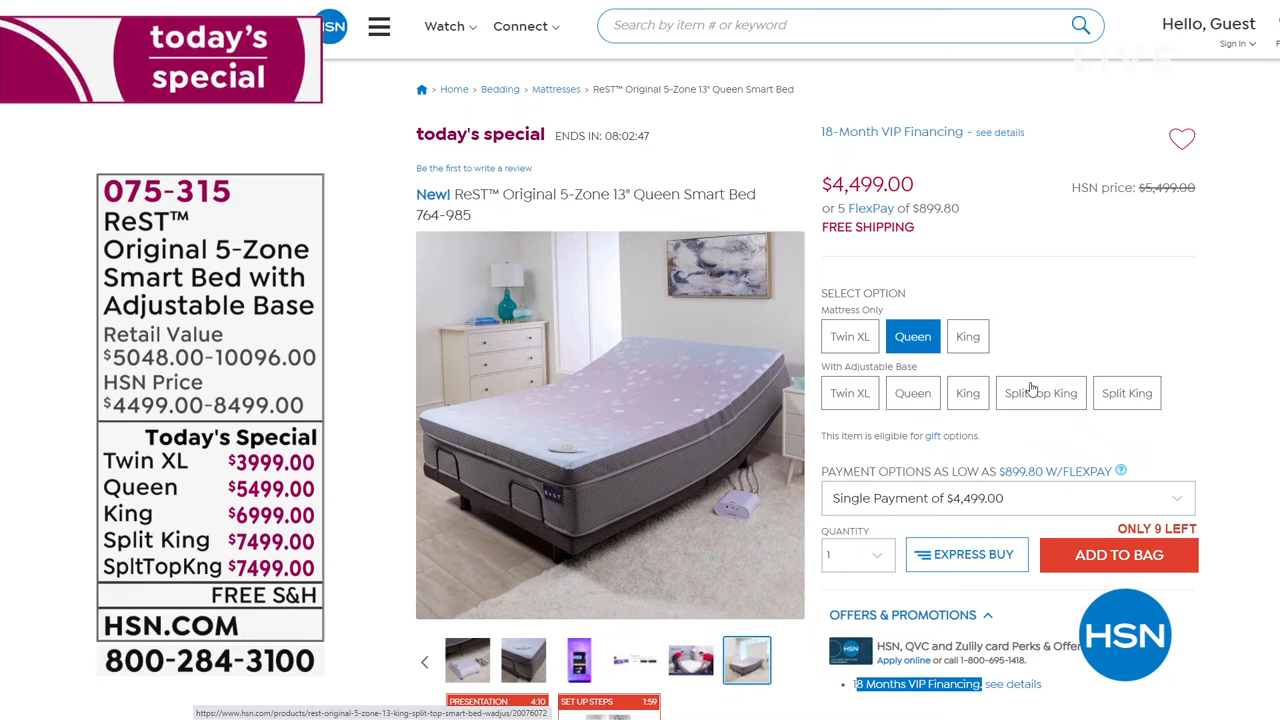 today's
special
HSN
Watch
Connect
Search by item # or keyword
Hello, Guest
Sign In
LIVE
Home > Bedding > Mattresses > ReST™ Original 5-Zone 13" Queen Smart Bed
today's special ENDS IN: 08:02:47
Be the first to write a review
New! ReST™ Original 5-Zone 13" Queen Smart Bed
764-985
18-Month VIP Financing - see details
$4,499.00
HSN price: $5,499.00
or 5 FlexPay of $899.80
FREE SHIPPING
SELECT OPTION
Mattress Only
Twin XL
Queen
King
With Adjustable Base
Twin XL
Queen
King
Split Top King
Split King
This item is eligible for gift options.
PAYMENT OPTIONS AS LOW AS $899.80 W/FLEXPAY ?
Single Payment of $4,499.00
QUANTITY
ONLY 9 LEFT
1
EXPRESS BUY
ADD TO BAG
OFFERS & PROMOTIONS
HSN, QVC and Zulily card Perks & Offer
Apply online or call 1-800-695-1418.
18 Months VIP Financing. see details
HSN
075-315
ReST™
Original 5-Zone
Smart Bed with
Adjustable Base
Retail Value
$5048.00-10096.00
HSN Price
$4499.00-8499.00
Today's Special
Twin XL $3999.00
Queen $5499.00
King $6999.00
Split King $7499.00
SpltTopKng $7499.00
FREE S&H
HSN.COM
800-284-3100
ReST
PRESENTATION 4:10
SET UP STEPS 1:59
https://www.hsn.com/products/rest-original-5-zone-13-king-split-top-smart-bed-wadjus/20076072